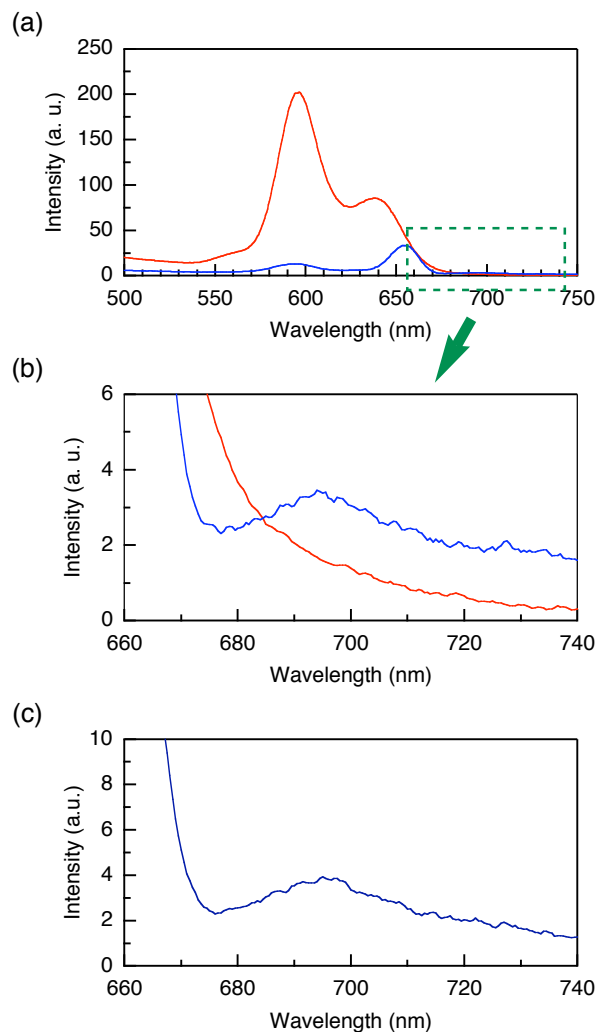 (a)
250
200
150
100
50
0
Intensity (a. u.)
500 550 600 650 700 750
Wavelength (nm)
(b)
6
4
2
0
Intensity (a. u.)
660 680 700 720 740
Wavelength (nm)
(c)
10
8
6
4
2
0
Intensity (a.u.)
660 680 700 720 740
Wavelength (nm)